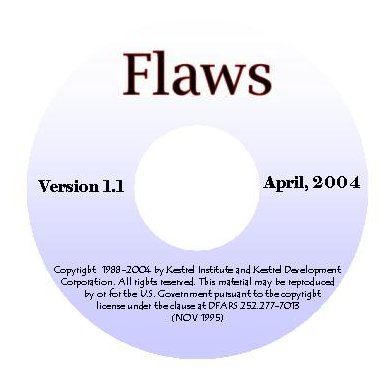 Flaws
Version 1.1
April, 2004
Copyright 1988-2004 by Kestrel Institute and Kestrel Development
Corporation. All rights reserved. This material may be reproduced
by or for the U.S. Government pursuant to the copyright
license under the clause at DFARS 252.277-7013
(NOV 1995)